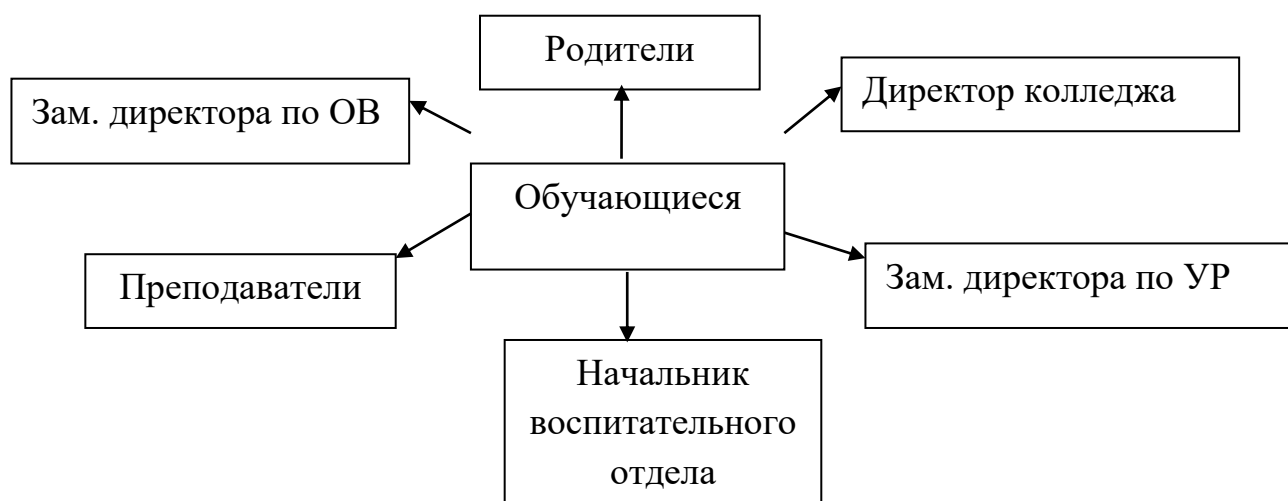 Родители
Директор колледжа
Зам. директора по ОВ
Обучающиеся
Преподаватели
Зам. директора по УР
Начальник
воспитательного
отдела